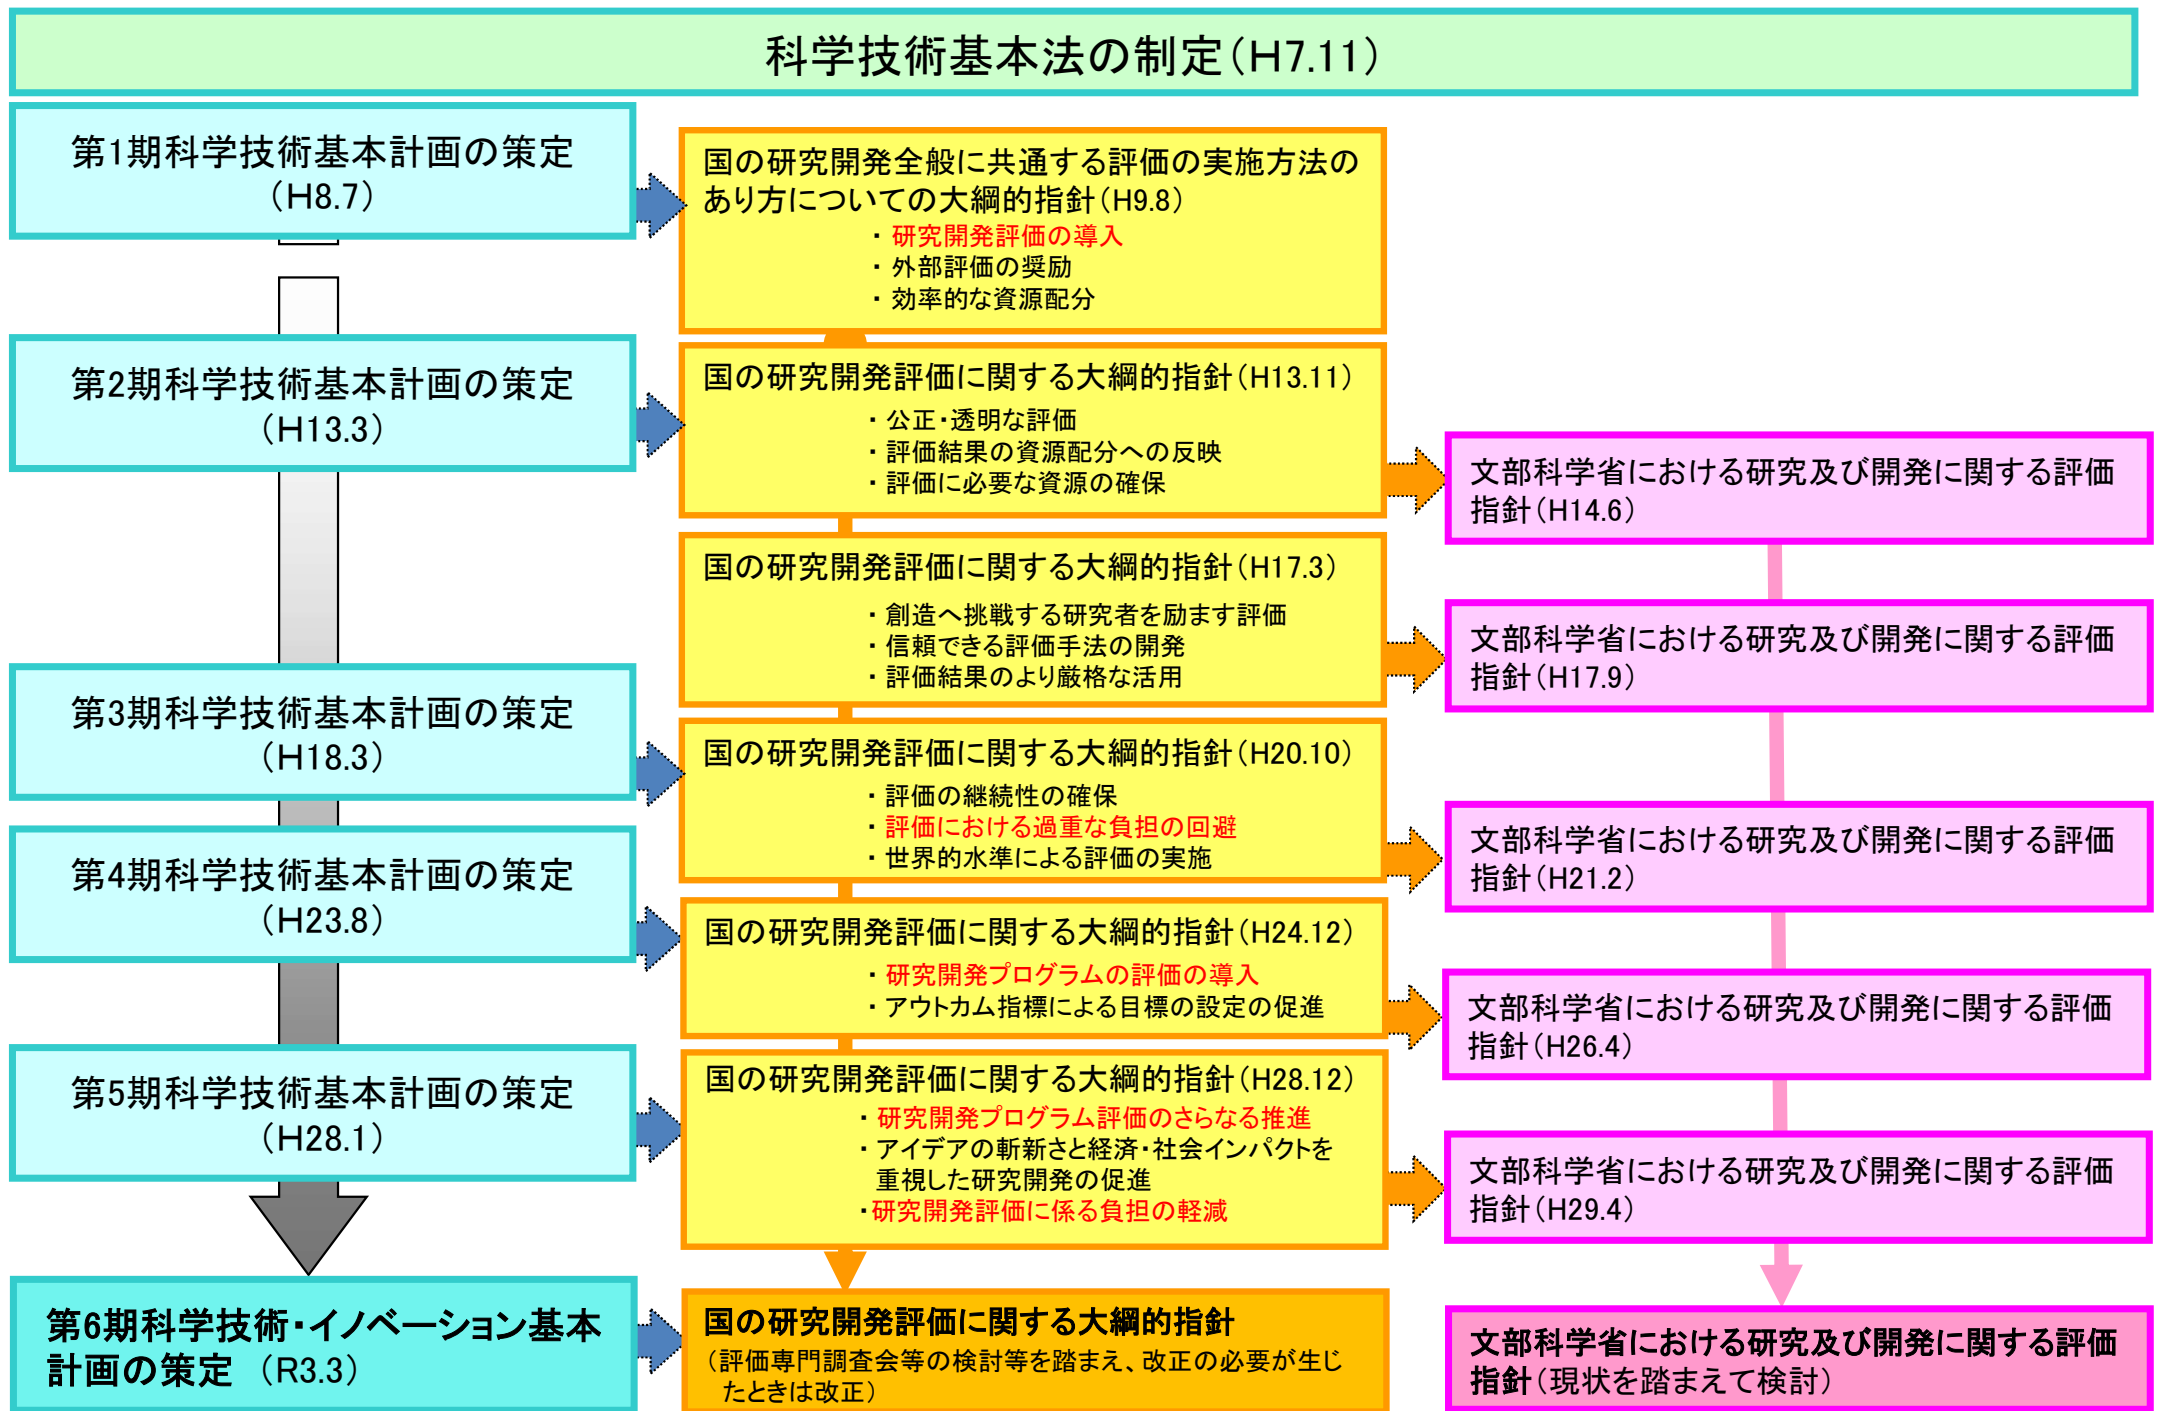 科学技術基本法の制定（H7.11）
第1期科学技術基本計画の策定
（H8.7）
国の研究開発全般に共通する評価の実施方法の
あり方についての大綱的指針（H9.8）
・ 研究開発評価の導入
・ 外部評価の奨励
・ 効率的な資源配分
第2期科学技術基本計画の策定
（H13.3）
国の研究開発評価に関する大綱的指針（H13.11）
・ 公正・透明な評価
・ 評価結果の資源配分への反映
・ 評価に必要な資源の確保
文部科学省における研究及び開発に関する評価
指針（H14.6）
国の研究開発評価に関する大綱的指針（H17.3）
・ 創造へ挑戦する研究者を励ます評価
・ 信頼できる評価手法の開発
・ 評価結果のより厳格な活用
文部科学省における研究及び開発に関する評価
指針（H17.9）
第3期科学技術基本計画の策定
（H18.3）
国の研究開発評価に関する大綱的指針（H20.10）
・ 評価の継続性の確保
・ 評価における過重な負担の回避
・ 世界的水準による評価の実施
文部科学省における研究及び開発に関する評価
指針（H21.2）
第4期科学技術基本計画の策定
（H23.8）
国の研究開発評価に関する大綱的指針（H24.12）
・ 研究開発プログラムの評価の導入
・ アウトカム指標による目標の設定の促進
文部科学省における研究及び開発に関する評価
指針（H26.4）
第5期科学技術基本計画の策定
（H28.1）
国の研究開発評価に関する大綱的指針（H28.12）
・ 研究開発プログラム評価のさらなる推進
・ アイデアの斬新さと経済・社会インパクトを
重視した研究開発の促進
・研究開発評価に係る負担の軽減
文部科学省における研究及び開発に関する評価
指針（H29.4）
第6期科学技術・イノベーション基本
計画の策定 （R3.3）
国の研究開発評価に関する大綱的指針
（評価専門調査会等の検討等を踏まえ、改正の必要が生じ
たときは改正）
文部科学省における研究及び開発に関する評価
指針（現状を踏まえて検討）